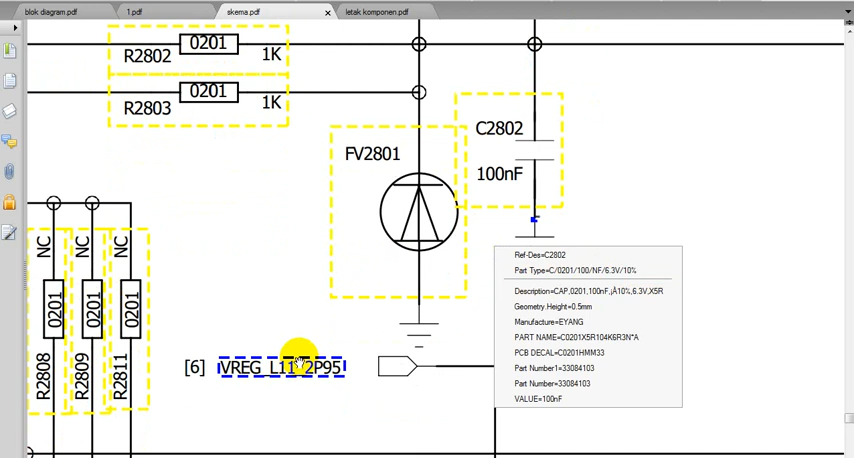 blok diagram.pdf
1.pdf
skema.pdf
letak komponen.pdf
0201
R2802
1K
0201
R2803
1K
C2802
FV2801
100nF
NC
NC
NC
0201
0201
0201
R2808
R2809
R2811
[6]
VREG_L11_2P95
Ref-Des=C2802
Part Type=C/0201/100/NF/6.3V/10%
Description=CAP,0201,100nF,¡À10%,6.3V,X5R
Geometry.Height=0.5mm
Manufacture=EYANG
PART NAME=C0201X5R104K6R3N*A
PCB DECAL=C0201HMM33
Part Number1=33084103
Part Number=33084103
VALUE=100nF